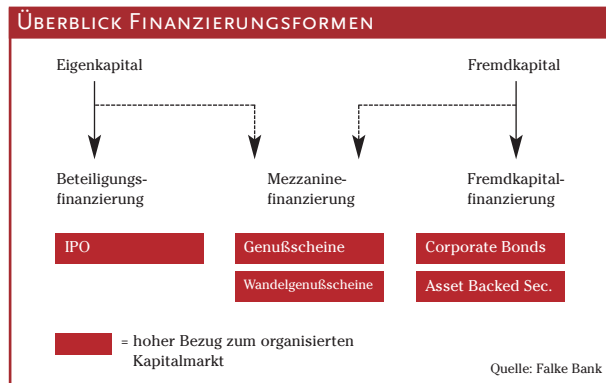 ÜBERBLICK FINANZIERUNGSFORMEN
Eigenkapital
Fremdkapital
Beteiligungs-
finanzierung
Mezzanine-
finanzierung
Fremdkapital-
finanzierung
IPO
Genußscheine
Corporate Bonds
Wandelgenußscheine
Asset Backed Sec.
= hoher Bezug zum organisierten
Kapitalmarkt
Quelle: Falke Bank